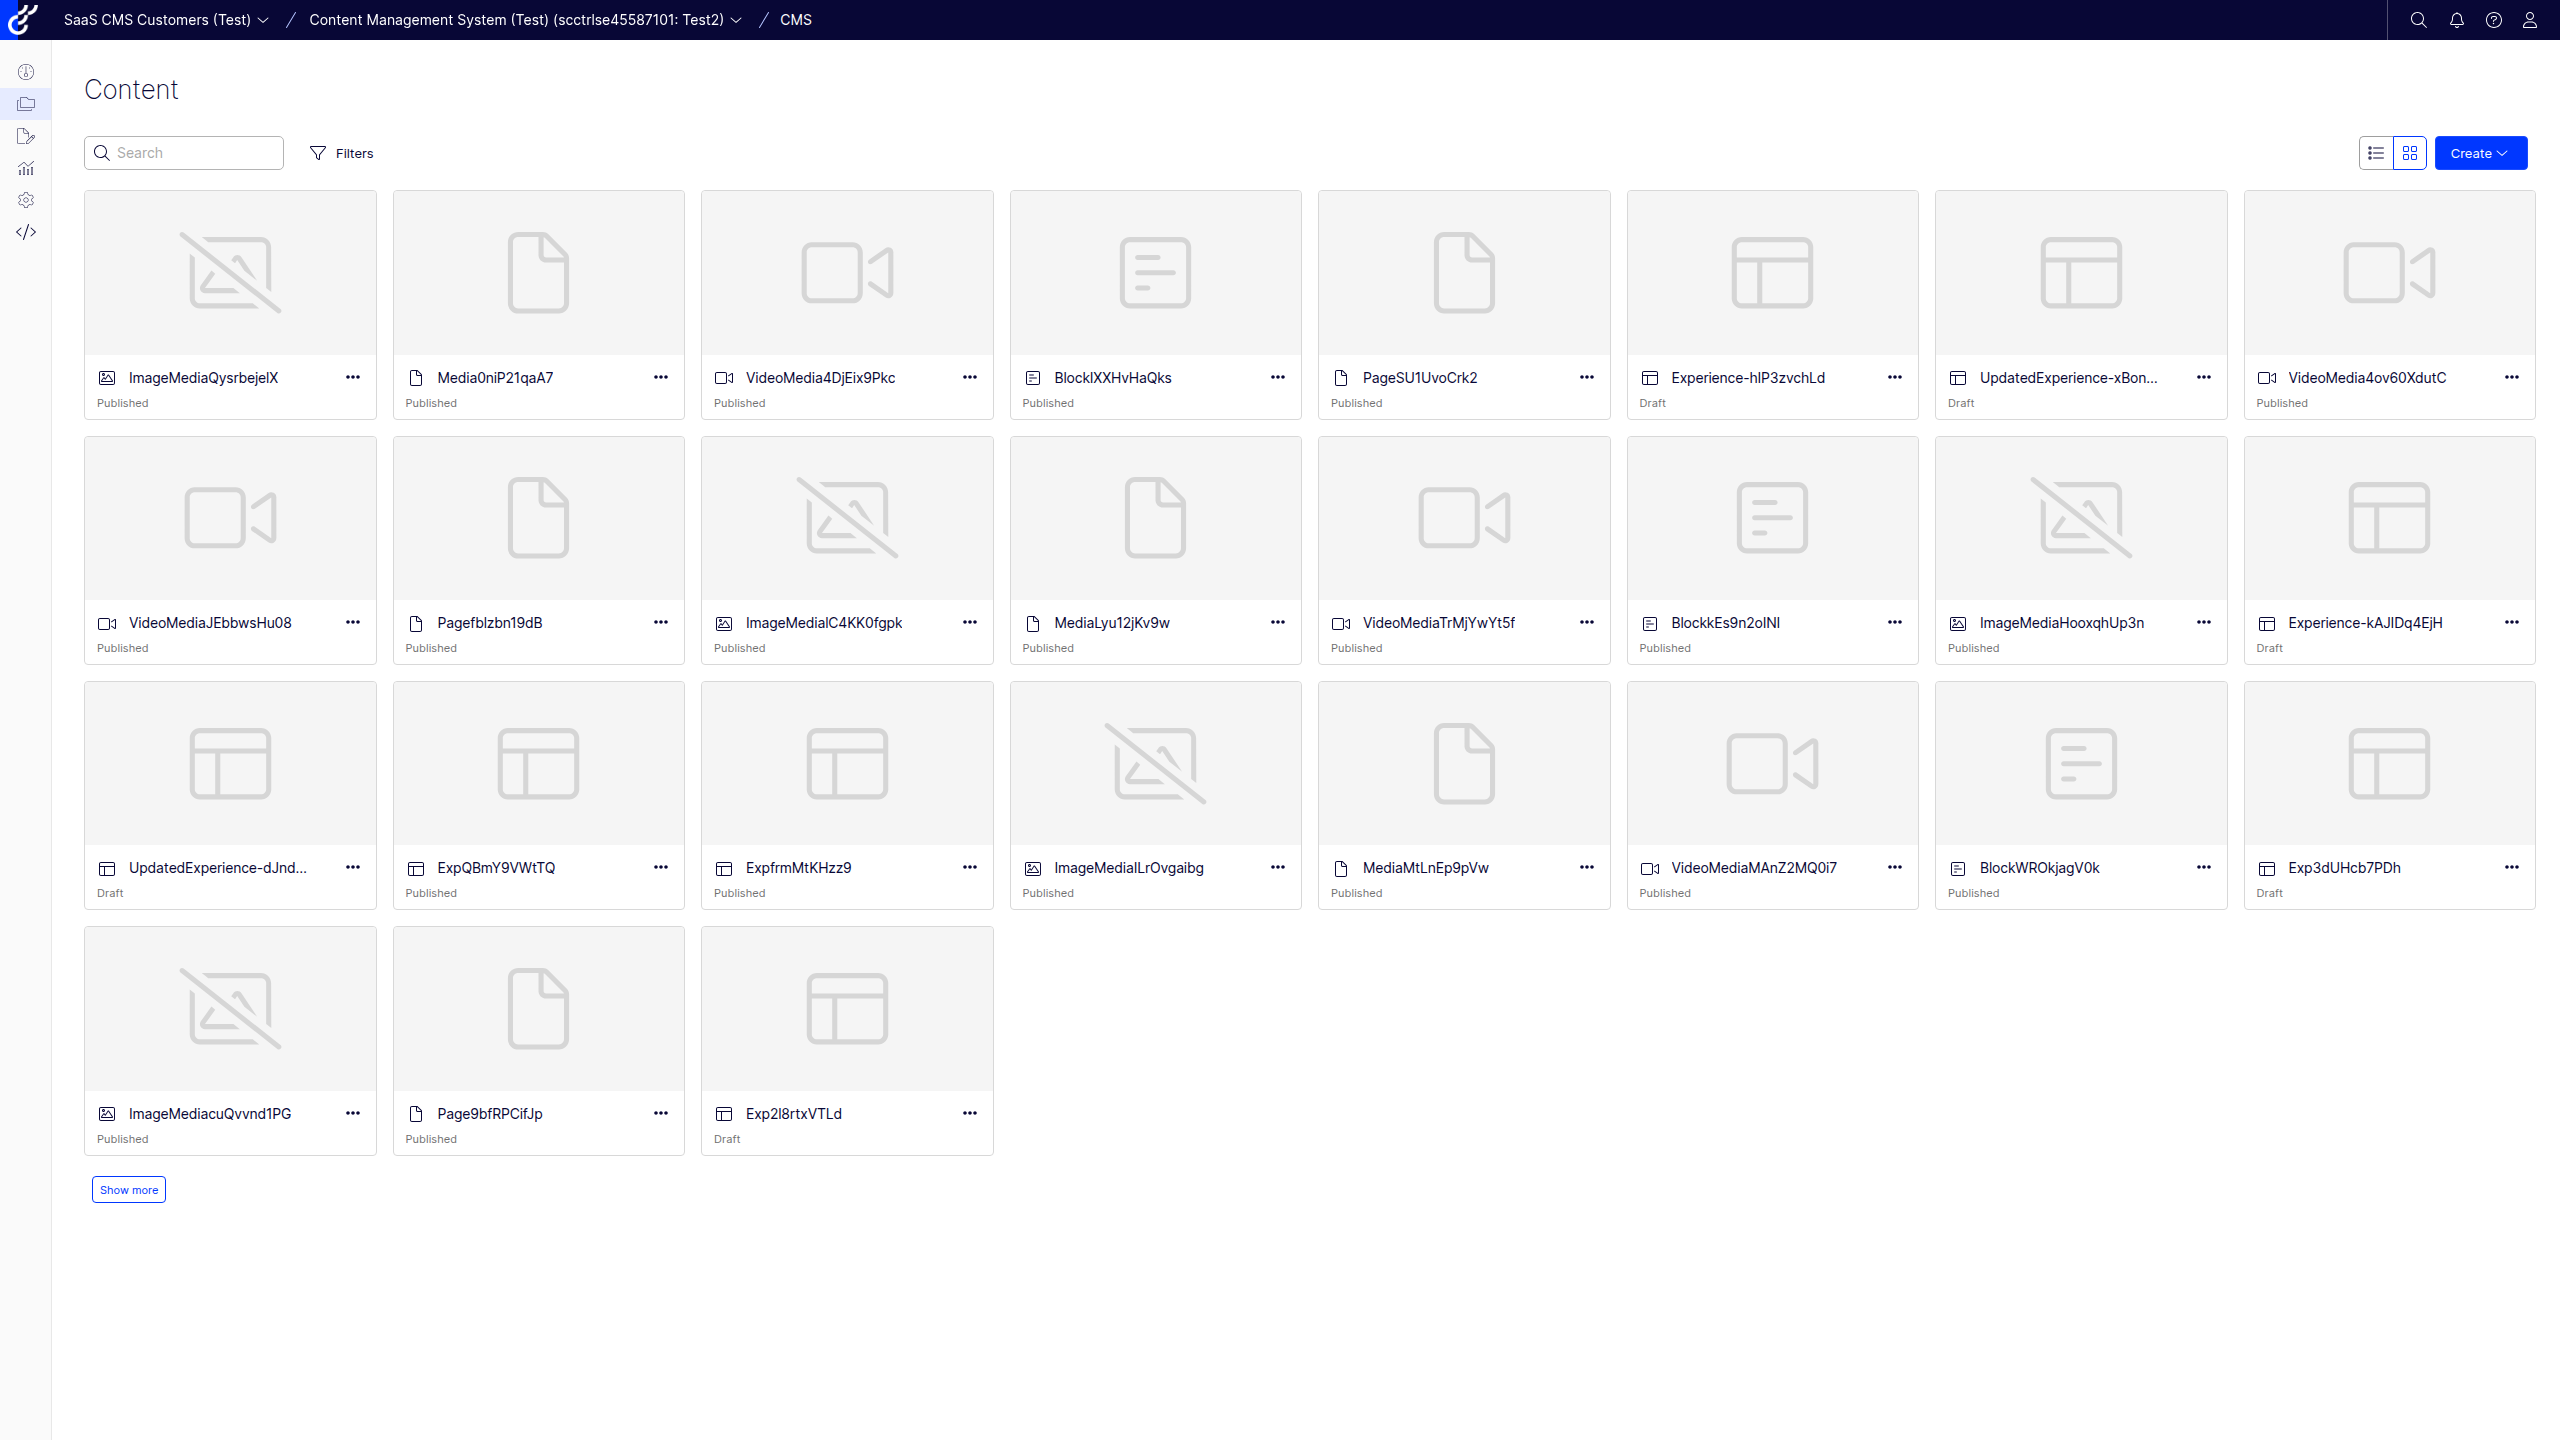 SaaS CMS Customers (Test) / Content Management System (Test) (scctrlse45587101: Test2) / CMS
Content
Search
Filters
Create
ImageMediaQysrbejeIX
Media0niP21qaA7
VideoMedia4DjEix9Pkc
BlockIXXHvHaQks
PageSU1UvoCrk2
Experience-hIP3zvchLd
UpdatedExperience-xBon...
VideoMedia4ov60XdutC
Published
Published
Published
Published
Published
Draft
Draft
Published
VideoMediaJEbbwsHu08
Pagefblzbn19dB
ImageMediaIC4KK0fgpk
MediaLyu12jKv9w
VideoMediaTrMjYwYt5f
BlockkEs9n2oINI
ImageMediaHooxqhUp3n
Experience-kAJIDq4EjH
Published
Published
Published
Published
Published
Published
Published
Draft
UpdatedExperience-dJnd...
ExpQBmY9VWtTQ
ExpfrmMtKHzz9
ImageMediaILrOvgaibg
MediaMtLnEp9pVw
VideoMediaMAnZ2MQ0i7
BlockWROkjagV0k
Exp3dUHcb7PDh
Draft
Published
Published
Published
Published
Published
Published
Draft
ImageMediacuQvvnd1PG
Page9bfRPCifJp
Exp2I8rtxVTLd
Published
Published
Draft
Show more